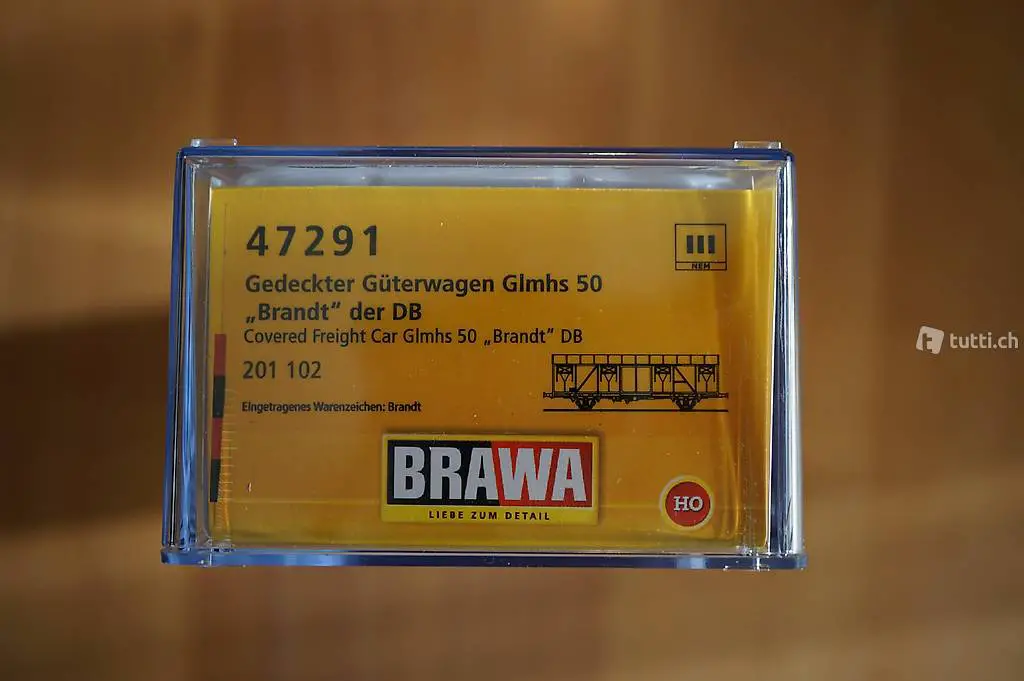 47291
III
NEM
Gedeckter Güterwagen Glmhs 50
„Brandt“ der DB
Covered Freight Car Glmhs 50 „Brandt“ DB
201 102
Eingetragenes Warenzeichen: Brandt
BRAWA
LIEBE ZUM DETAIL
HO
tutti.ch